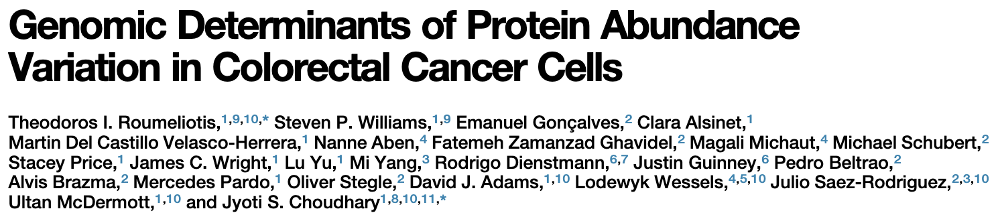 Genomic Determinants of Protein Abundance
Variation in Colorectal Cancer Cells
Theodoros I. Roumeliotis,1,9,10,* Steven P. Williams,1,9 Emanuel Gonçalves,2 Clara Alsinet,1
Martin Del Castillo Velasco-Herrera,1 Nanne Aben,4 Fatemeh Zamanzad Ghavidel,2 Magali Michaut,4 Michael Schubert,2
Stacey Price,1 James C. Wright,1 Lu Yu,1 Mi Yang,3 Rodrigo Dienstmann,6,7 Justin Guinney,6 Pedro Beltrao,2
Alvis Brazma,2 Mercedes Pardo,1 Oliver Stegle,2 David J. Adams,1,10 Lodewyk Wessels,4,5,10 Julio Saez-Rodriguez,2,3,10
Ultan McDermott,1,10 and Jyoti S. Choudhary1,8,10,11,*